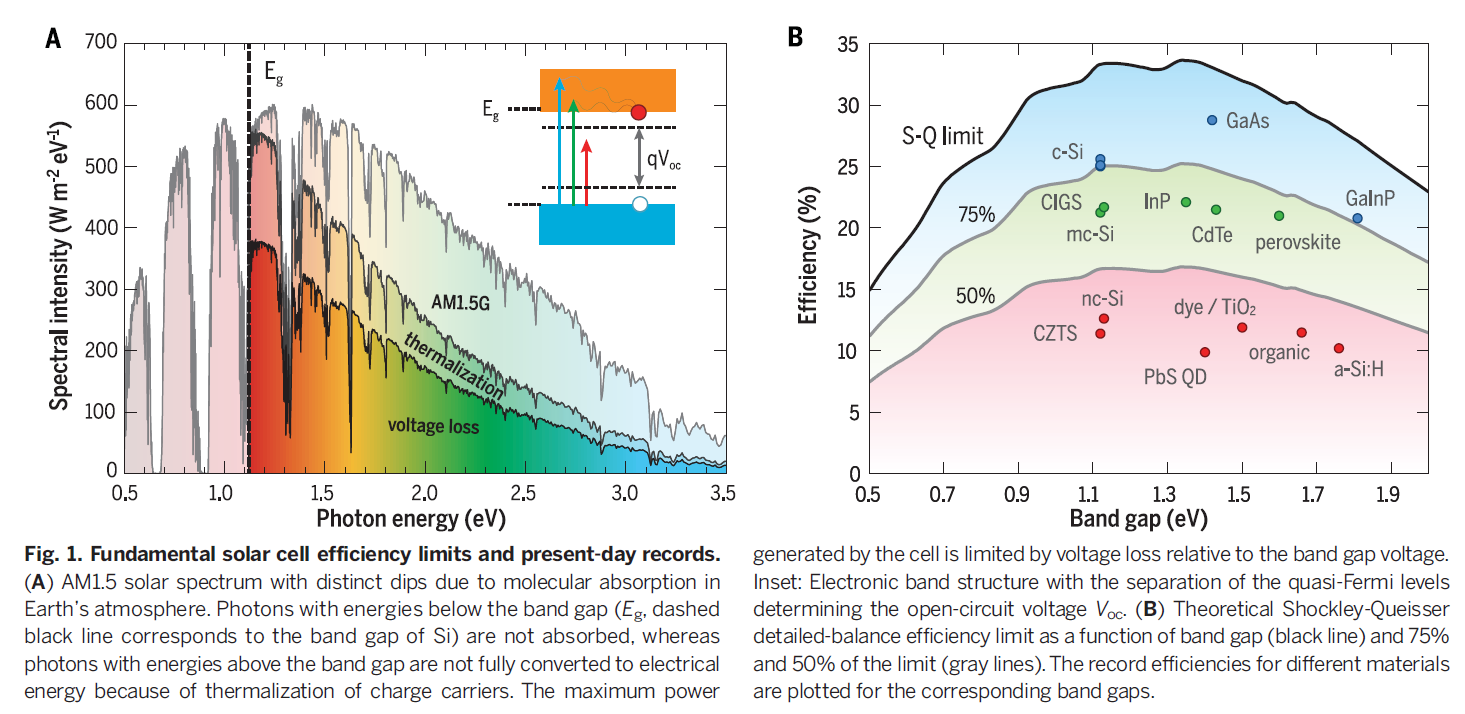 A
700
600
500
400
300
200
100
0
Spectral intensity (W m-2 eV-1)
Eg
Eg
qVoc
AM1.5G
thermalization
voltage loss
0.5 1.0 1.5 2.0 2.5 3.0 3.5
Photon energy (eV)
B
35
30
25
20
15
10
5
0
Efficiency (%)
S-Q limit
75%
50%
GaAs
c-Si
CIGS
mc-Si
InP
CdTe
perovskite
GaInP
nc-Si
CZTS
dye / TiO2
PbS QD
organic
a-Si:H
0.5 0.7 0.9 1.1 1.3 1.5 1.7 1.9
Band gap (eV)
Fig. 1. Fundamental solar cell efficiency limits and present-day records.
(A) AM1.5 solar spectrum with distinct dips due to molecular absorption in
Earth's atmosphere. Photons with energies below the band gap (Eg, dashed
black line corresponds to the band gap of Si) are not absorbed, whereas
photons with energies above the band gap are not fully converted to electrical
energy because of thermalization of charge carriers. The maximum power
generated by the cell is limited by voltage loss relative to the band gap voltage.
Inset: Electronic band structure with the separation of the quasi-Fermi levels
determining the open-circuit voltage Voc. (B) Theoretical Shockley-Queisser
detailed-balance efficiency limit as a function of band gap (black line) and 75%
and 50% of the limit (gray lines). The record efficiencies for different materials
are plotted for the corresponding band gaps.